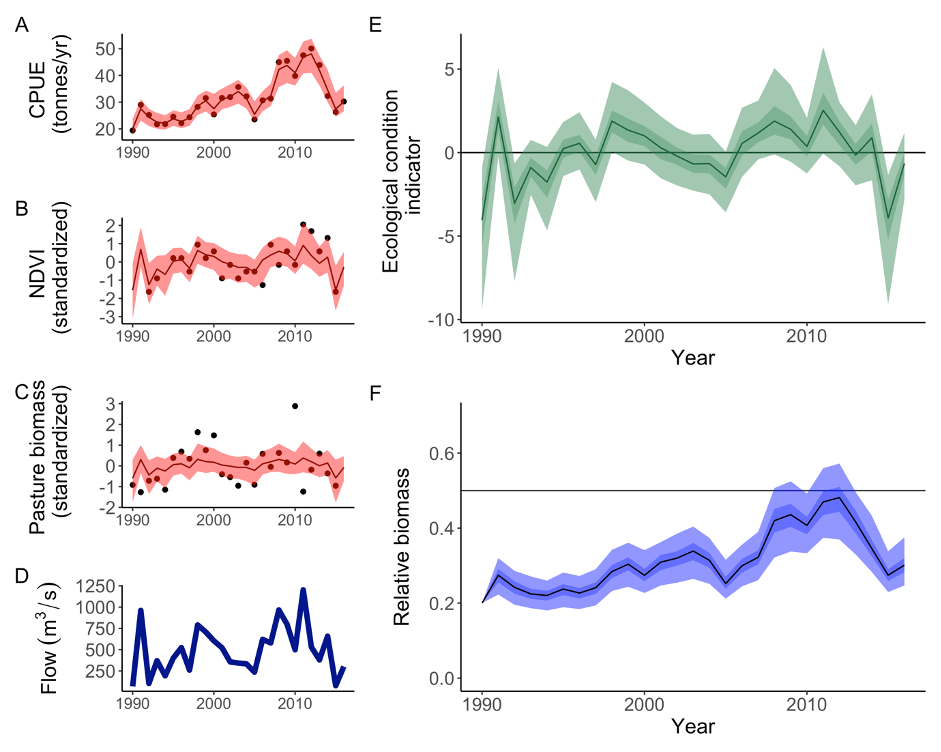 A
CPUE
(tonnes/yr)
50
40
30
20
1990
2000
2010
B
NDVI
(standardized)
2
1
0
-1
-2
-3
1990
2000
2010
C
Pasture biomass
(standardized)
3
2
1
0
-1
-2
1990
2000
2010
D
Flow (m³/s)
1250
1000
750
500
250
1990
2000
2010
E
Ecological condition
indicator
5
0
-5
-10
1990
2000
2010
Year
F
Relative biomass
0.6
0.4
0.2
0.0
1990
2000
2010
Year